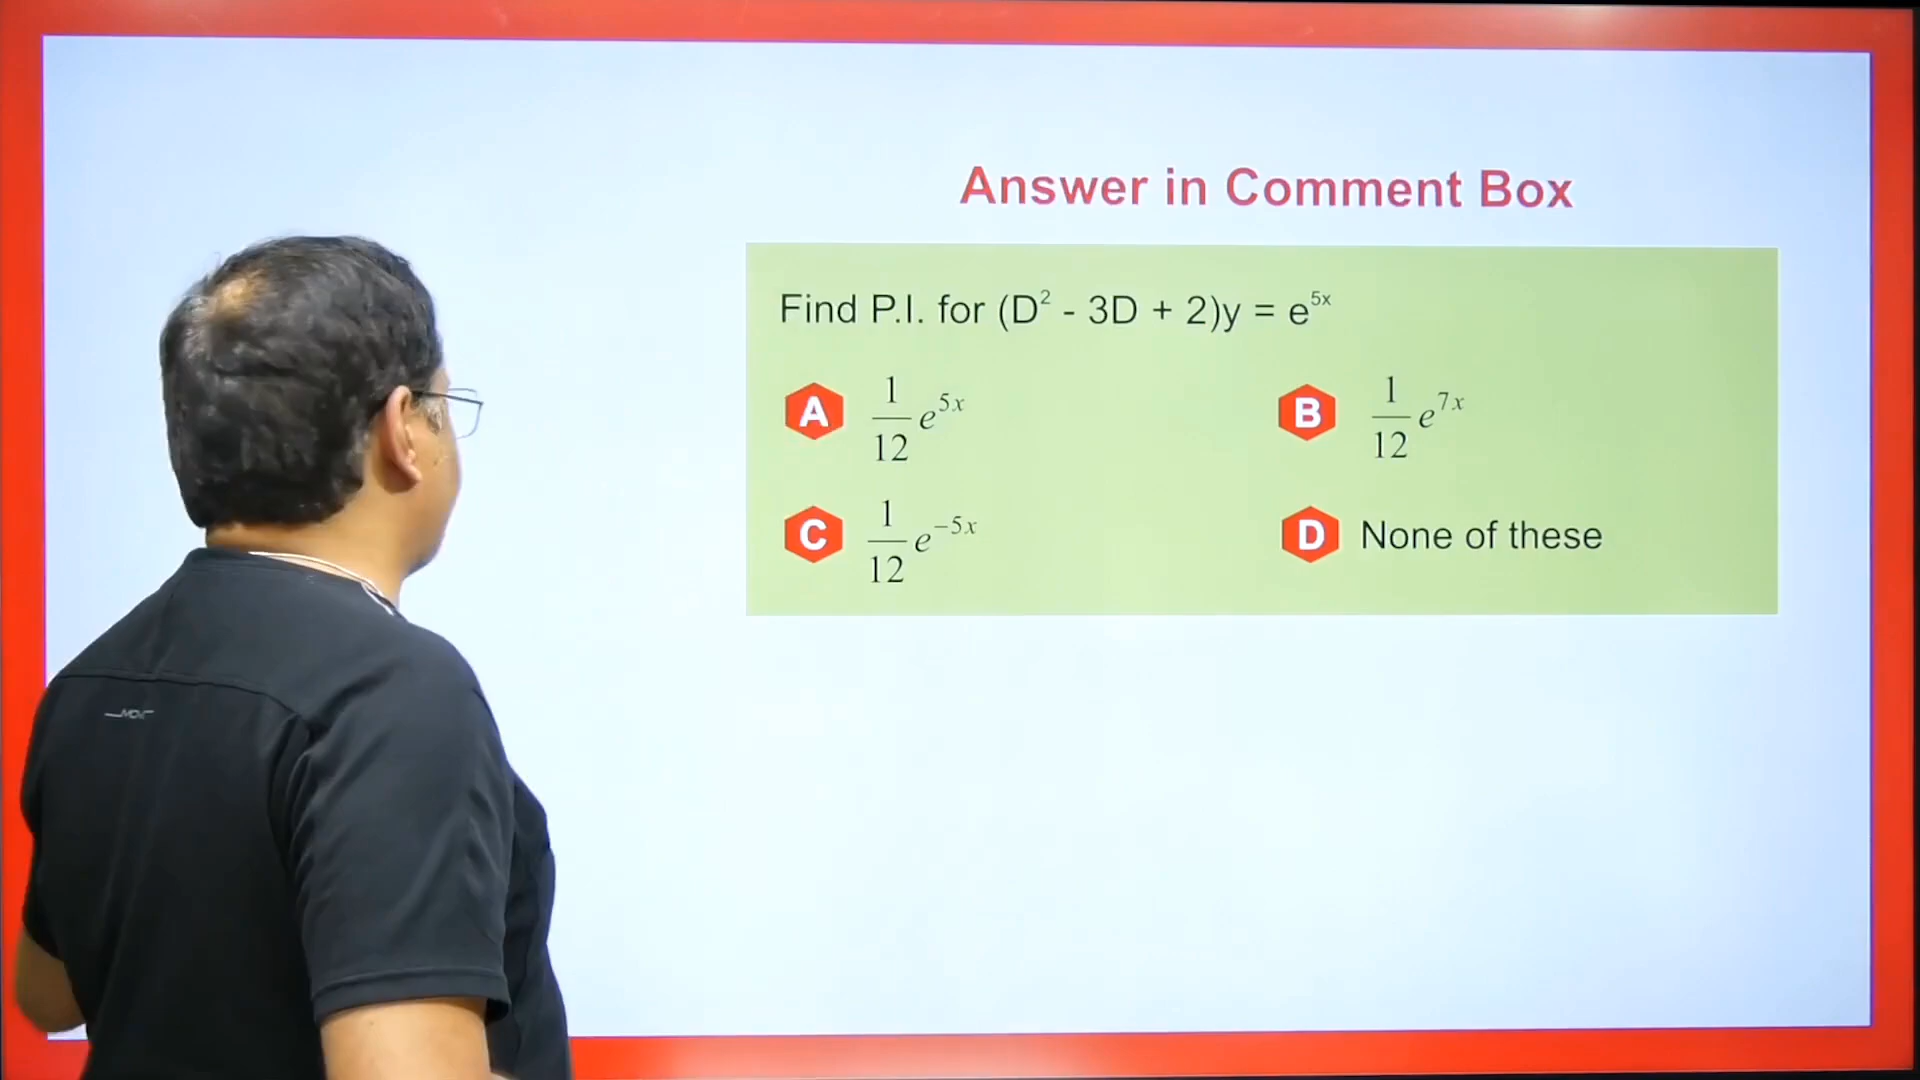 Answer in Comment Box
Find P.I. for (D² - 3D + 2)y = e⁵ˣ
A 1/12 e⁵ˣ
B 1/12 e⁷ˣ
C 1/12 e⁻⁵ˣ
D None of these